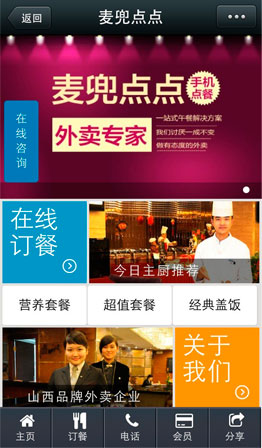 返回
麦兜点点
麦兜点点
手机
点餐
外卖专家
一站式午餐解决方案
我们讨厌一成不变
做有态度的外卖
在线咨询
在线
订餐
今日主厨推荐
营养套餐
超值套餐
经典盖饭
山西品牌外卖企业
关于
我们
主页
订餐
电话
会员
分享